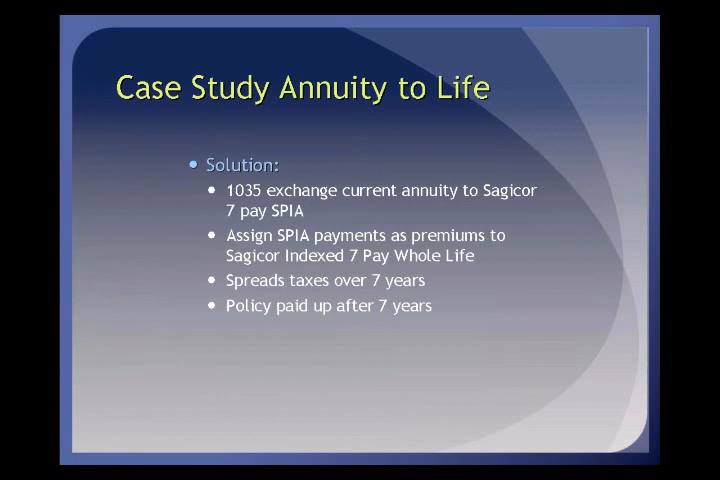 Case Study Annuity to Life
• Solution:
• 1035 exchange current annuity to Sagicor
7 pay SPIA
• Assign SPIA payments as premiums to
Sagicor Indexed 7 Pay Whole Life
• Spreads taxes over 7 years
• Policy paid up after 7 years